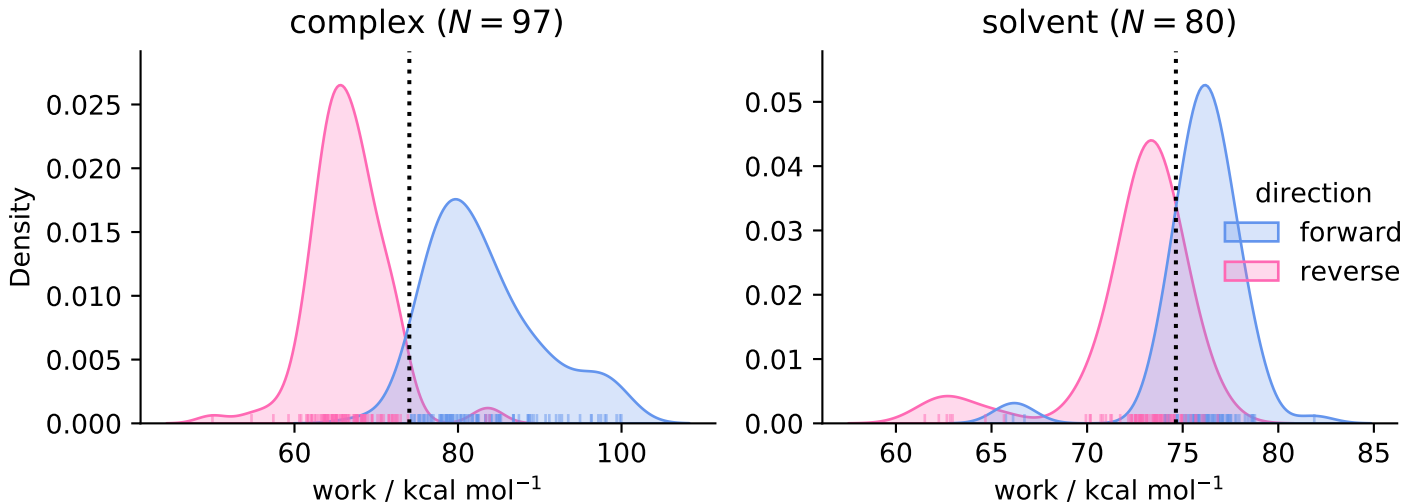 complex (N = 97)
0.025
0.020
0.015
0.010
0.005
0.000
Density
60
80
100
work / kcal mol⁻¹
solvent (N = 80)
0.05
0.04
0.03
0.02
0.01
0.00
60
65
70
75
80
85
work / kcal mol⁻¹
direction
forward
reverse